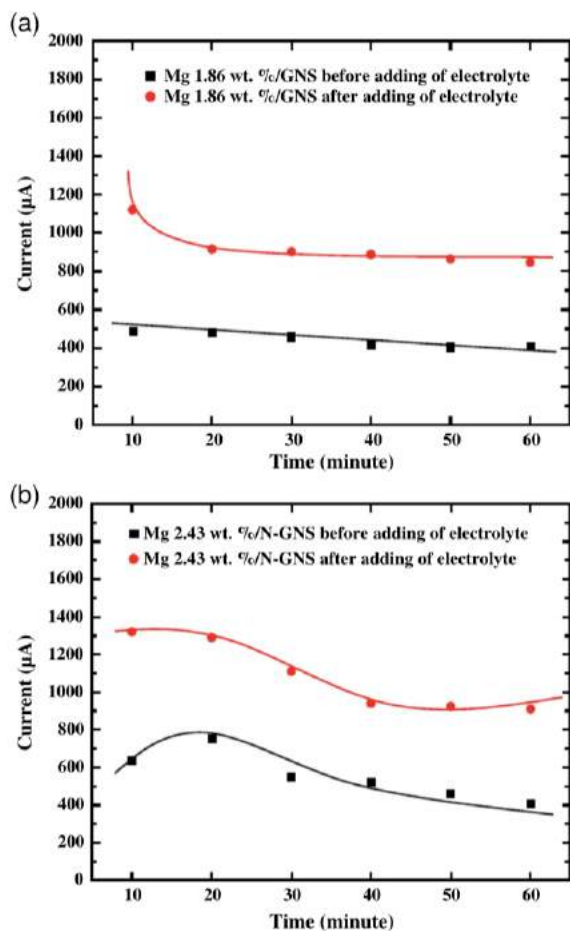 (a)
2000
1800
1600
1400
1200
1000
800
600
400
200
0
Current (µA)
Mg 1.86 wt. %/GNS before adding of electrolyte
Mg 1.86 wt. %/GNS after adding of electrolyte
10 20 30 40 50 60
Time (minute)
(b)
2000
1800
1600
1400
1200
1000
800
600
400
200
0
Current (µA)
Mg 2.43 wt. %/N-GNS before adding of electrolyte
Mg 2.43 wt. %/N-GNS after adding of electrolyte
10 20 30 40 50 60
Time (minute)